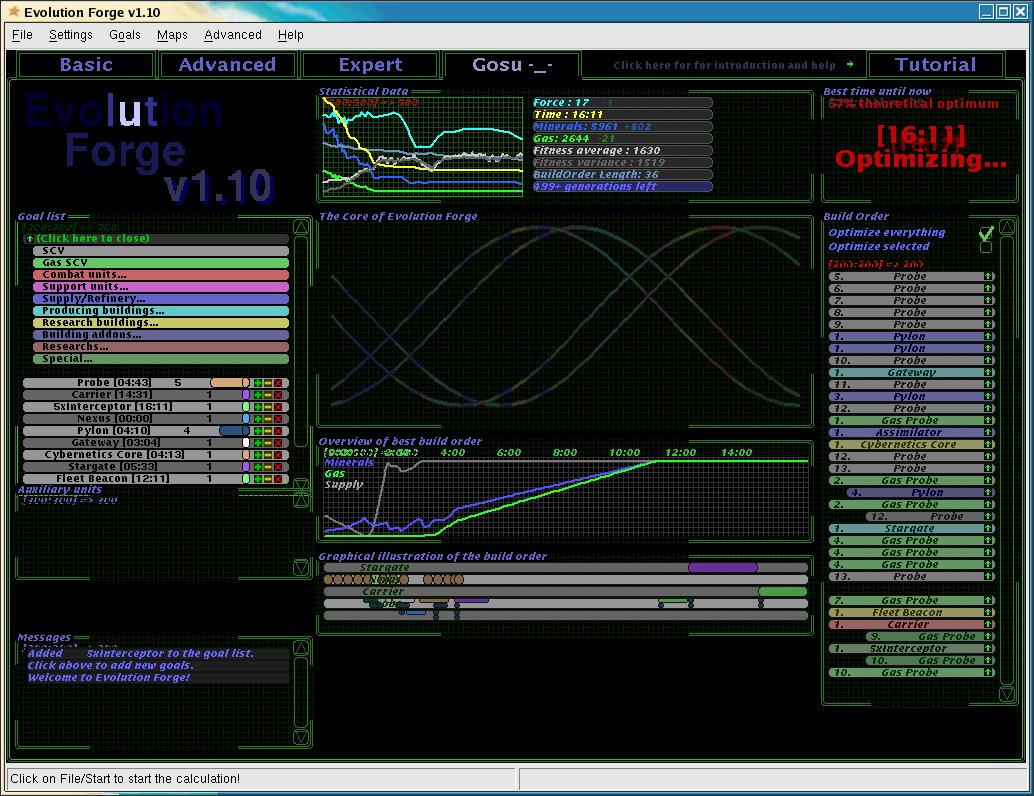 Evolution Forge v1.10
File Settings Goals Maps Advanced Help
Basic Advanced Expert Gosu -_- Click here for for introduction and help Tutorial
Evolution
Forge
v1.10
Statistical Data
Force : 17 -1
Time : 16:11
Minerals: 5961 +402
Gas: 2644 -21
Fitness average : 1630
Fitness variance : 1519
BuildOrder Length: 36
499+ generations left
Best time until now
67% theoretical optimum
[16:11]
Optimizing...
Goal list
(Click here to close)
SCV
Gas SCV
Combat units...
Support units...
Supply/Refinery...
Producing buildings...
Research buildings...
Building addons...
Researchs...
Special...
Probe [04:43] 5
Carrier [14:31] 1
5xInterceptor [16:11] 1
Nexus [00:00] 1
Pylon [04:10] 4
Gateway [03:04] 1
Cybernetics Core [04:13] 1
Stargate [05:33] 1
Fleet Beacon [12:11] 1
Auxiliary units
Messages
Added 5xInterceptor to the goal list.
Click above to add new goals.
Welcome to Evolution Forge!
The Core of Evolution Forge
Overview of best build order
4:00 6:00 8:00 10:00 12:00 14:00
Minerals
Gas
Supply
Graphical illustration of the build order
Stargate
Carrier
Build Order
Optimize everything
Optimize selected
[200:200] => 200
5. Probe
6. Probe
7. Probe
8. Probe
9. Probe
1. Pylon
1. Pylon
10. Probe
1. Gateway
11. Probe
3. Pylon
12. Probe
1. Gas Probe
1. Assimilator
1. Cybernetics Core
12. Probe
13. Probe
2. Gas Probe
4. Pylon
2. Gas Probe
12. Probe
1. Stargate
4. Gas Probe
4. Gas Probe
4. Gas Probe
13. Probe
7. Gas Probe
1. Fleet Beacon
1. Carrier
9. Gas Probe
1. 5xInterceptor
10. Gas Probe
10. Gas Probe
Click on File/Start to start the calculation!